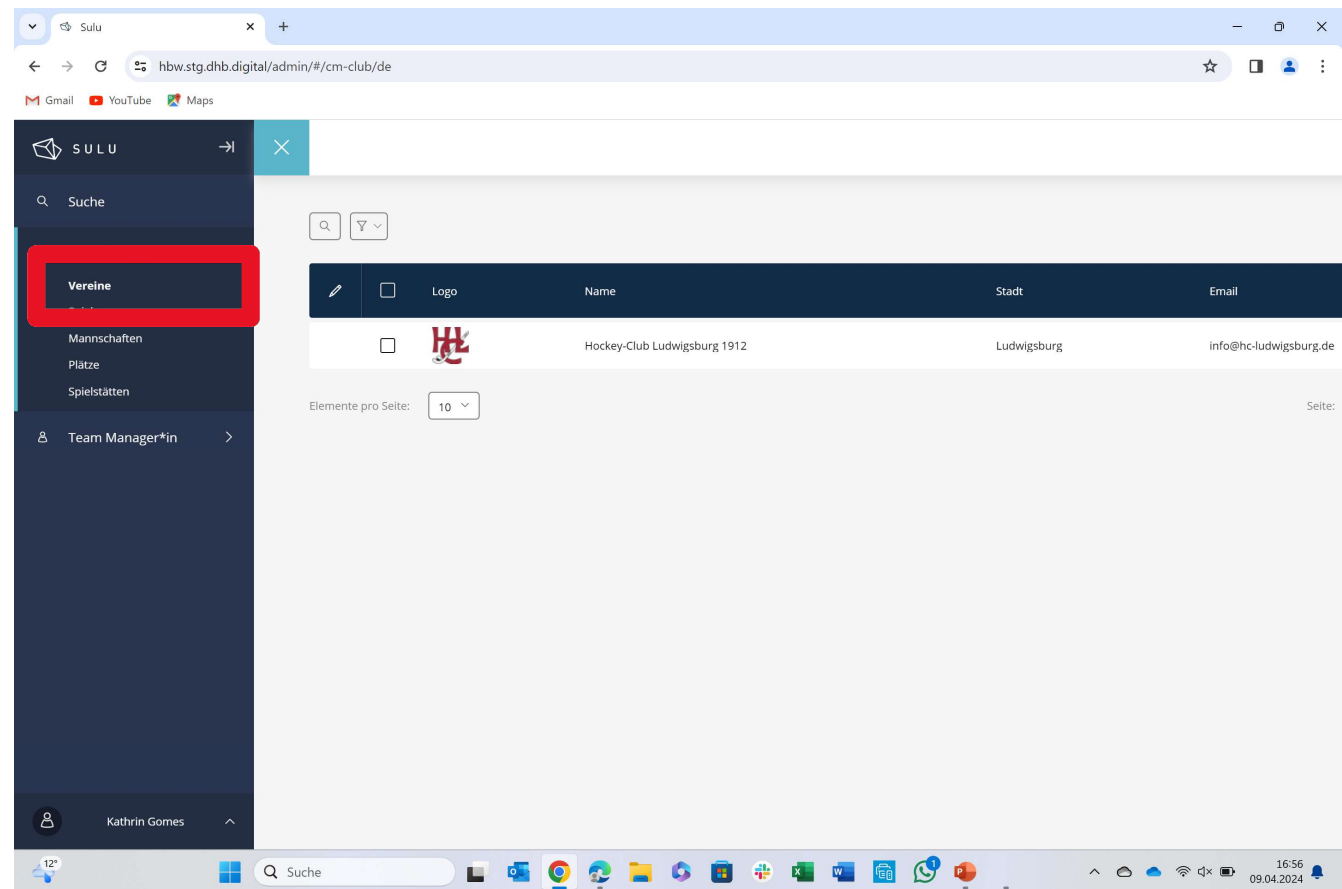 Sulu
hbw.stg.dhb.digital/admin/#/cm-club/de
Gmail YouTube Maps
SULU
Suche
Vereine
Mannschaften
Plätze
Spielstätten
Team Manager*in
Logo Name Stadt Email
HCL Hockey-Club Ludwigsburg 1912 Ludwigsburg info@hc-ludwigsburg.de
Elemente pro Seite: 10 Seite:
Kathrin Gomes
12°
Suche
1
16:56
09.04.2024